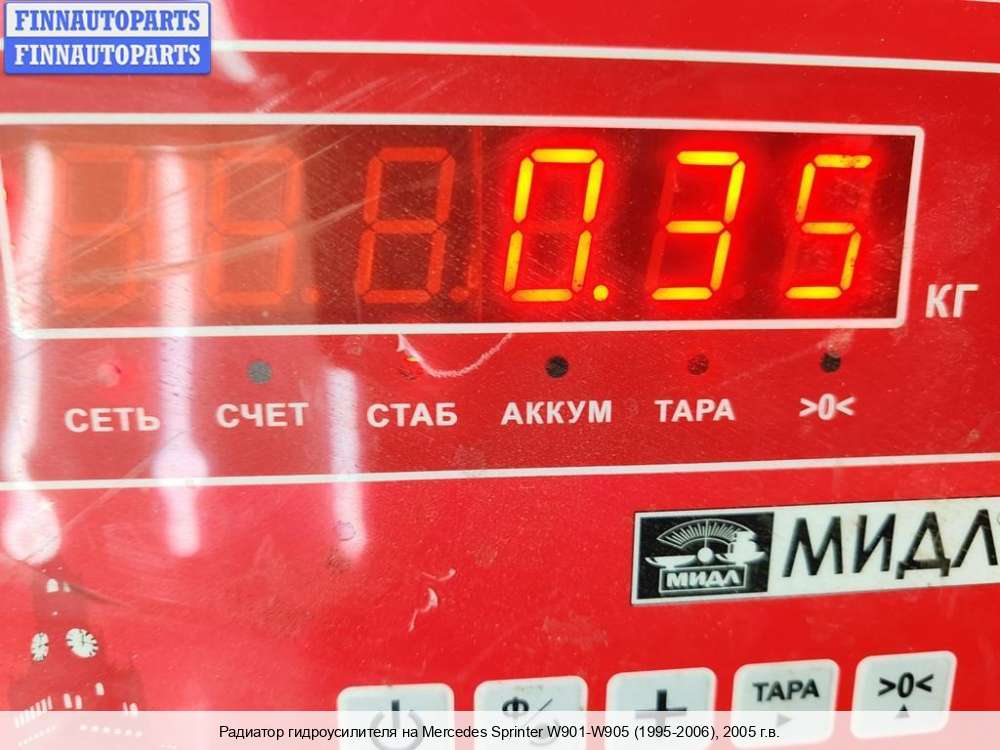 FINNAUTOPARTS
FINNAUTOPARTS
0.35
КГ
СЕТЬ СЧЕТ СТАБ АККУМ ТАРА >0<
МИДЛ МИДЛ
Ф/
+ ТАРА >0<
Радиатор гидроусилителя на Mercedes Sprinter W901-W905 (1995-2006), 2005 г.в.